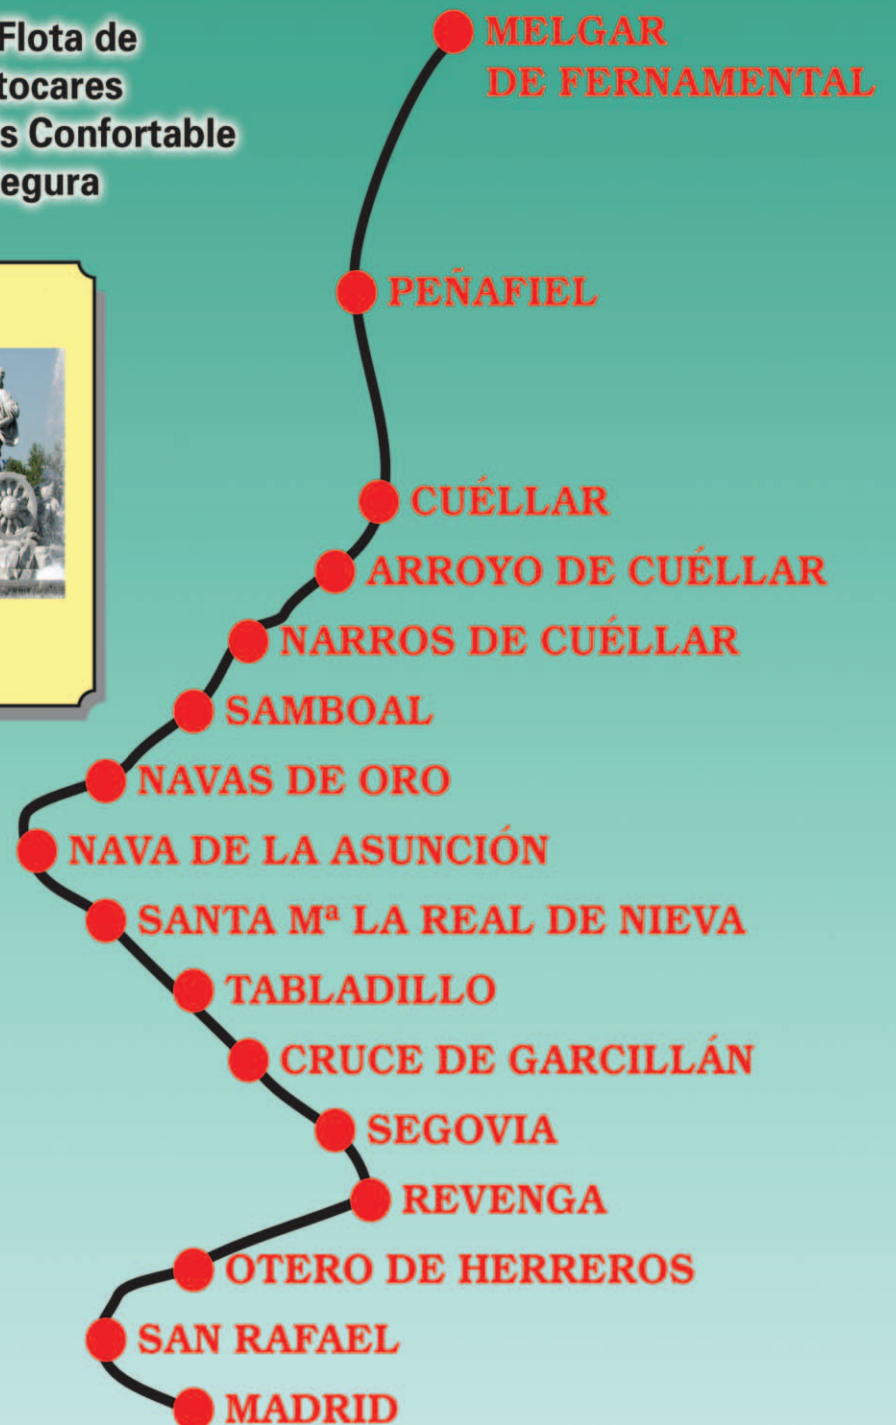 Flota de
Confortable
MELGAR
DE FERNAMENTAL
PEÑAFIEL
CUÉLLAR
ARROYO DE CUÉLLAR
NARROS DE CUÉLLAR
SAMBOAL
NAVAS DE ORO
NAVA DE LA ASUNCIÓN
SANTA Mª LA REAL DE NIEVA
TABLADILLO
CRUCE DE GARCILLÁN
SEGOVIA
REVENGA
OTERO DE HERREROS
SAN RAFAEL
MADRID